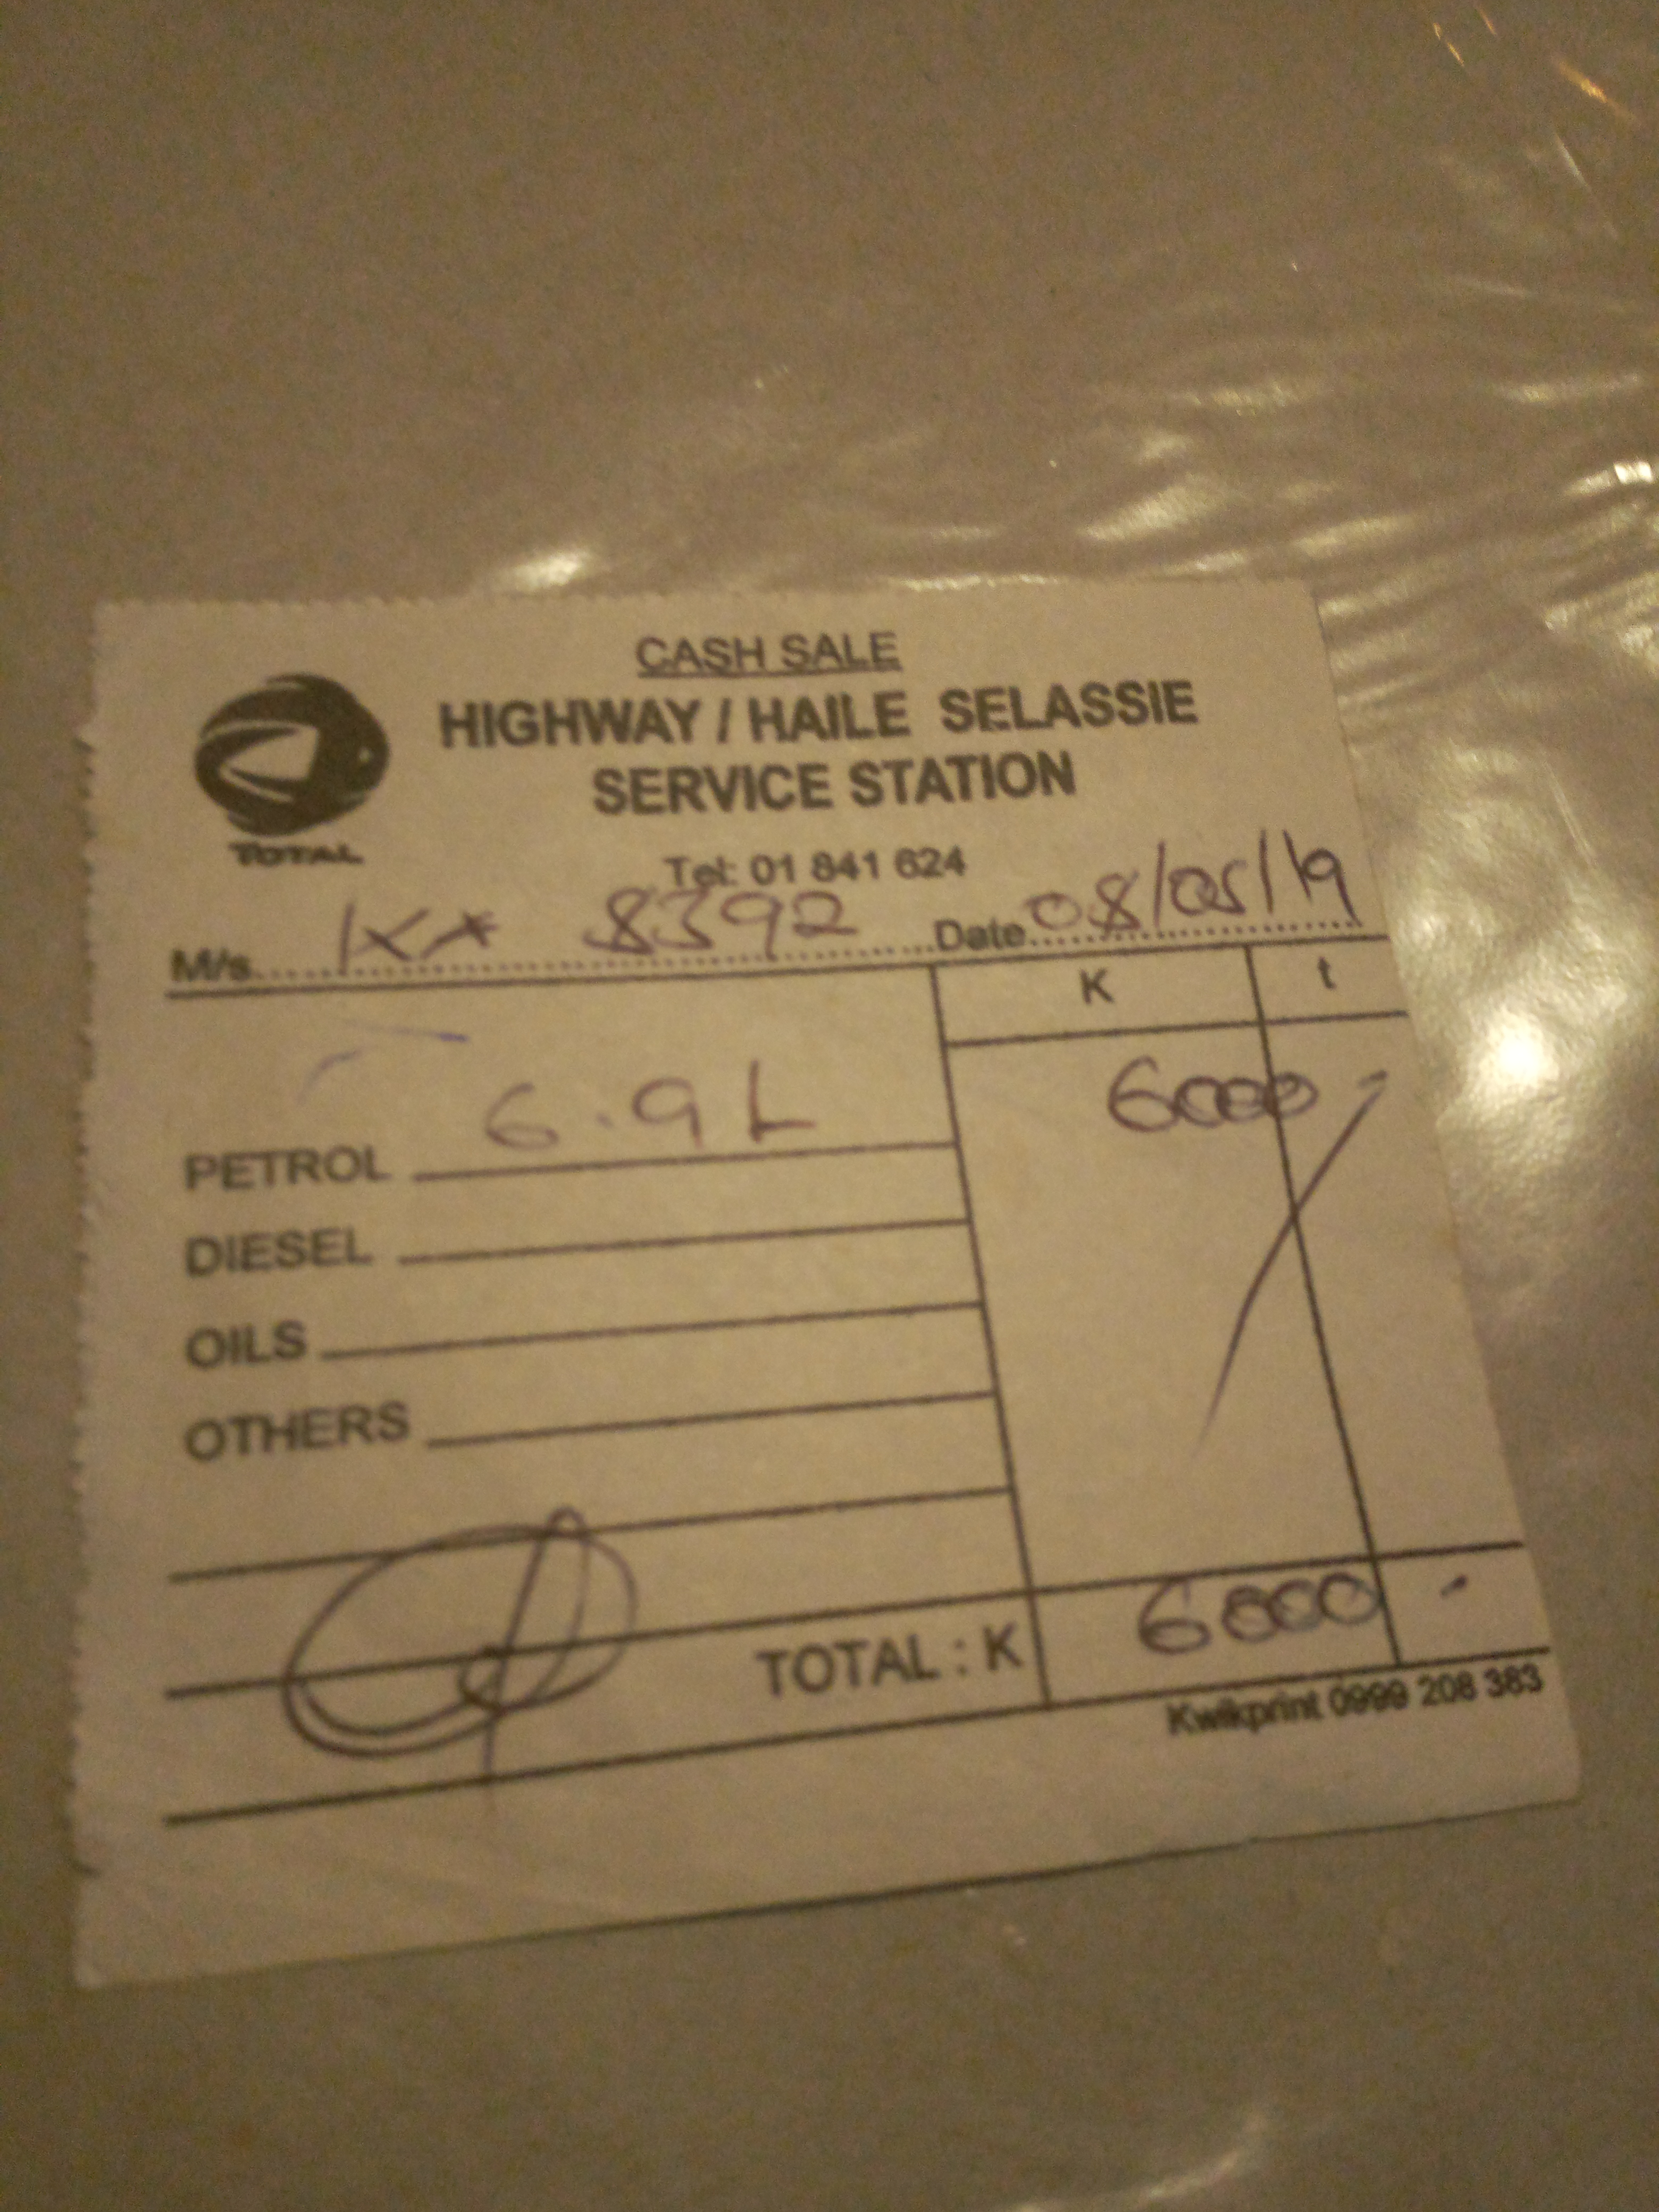 CASH SALE
HIGHWAY / HAILE SELASSIE
SERVICE STATION
TOTAL
Tel: 01 841 624
M/s. KA 8392 Date 08/05/19
K t
PETROL 6.9 L 6000 -
DIESEL
OILS
OTHERS
TOTAL : K 6000 -
Kwikprint 0999 208 383